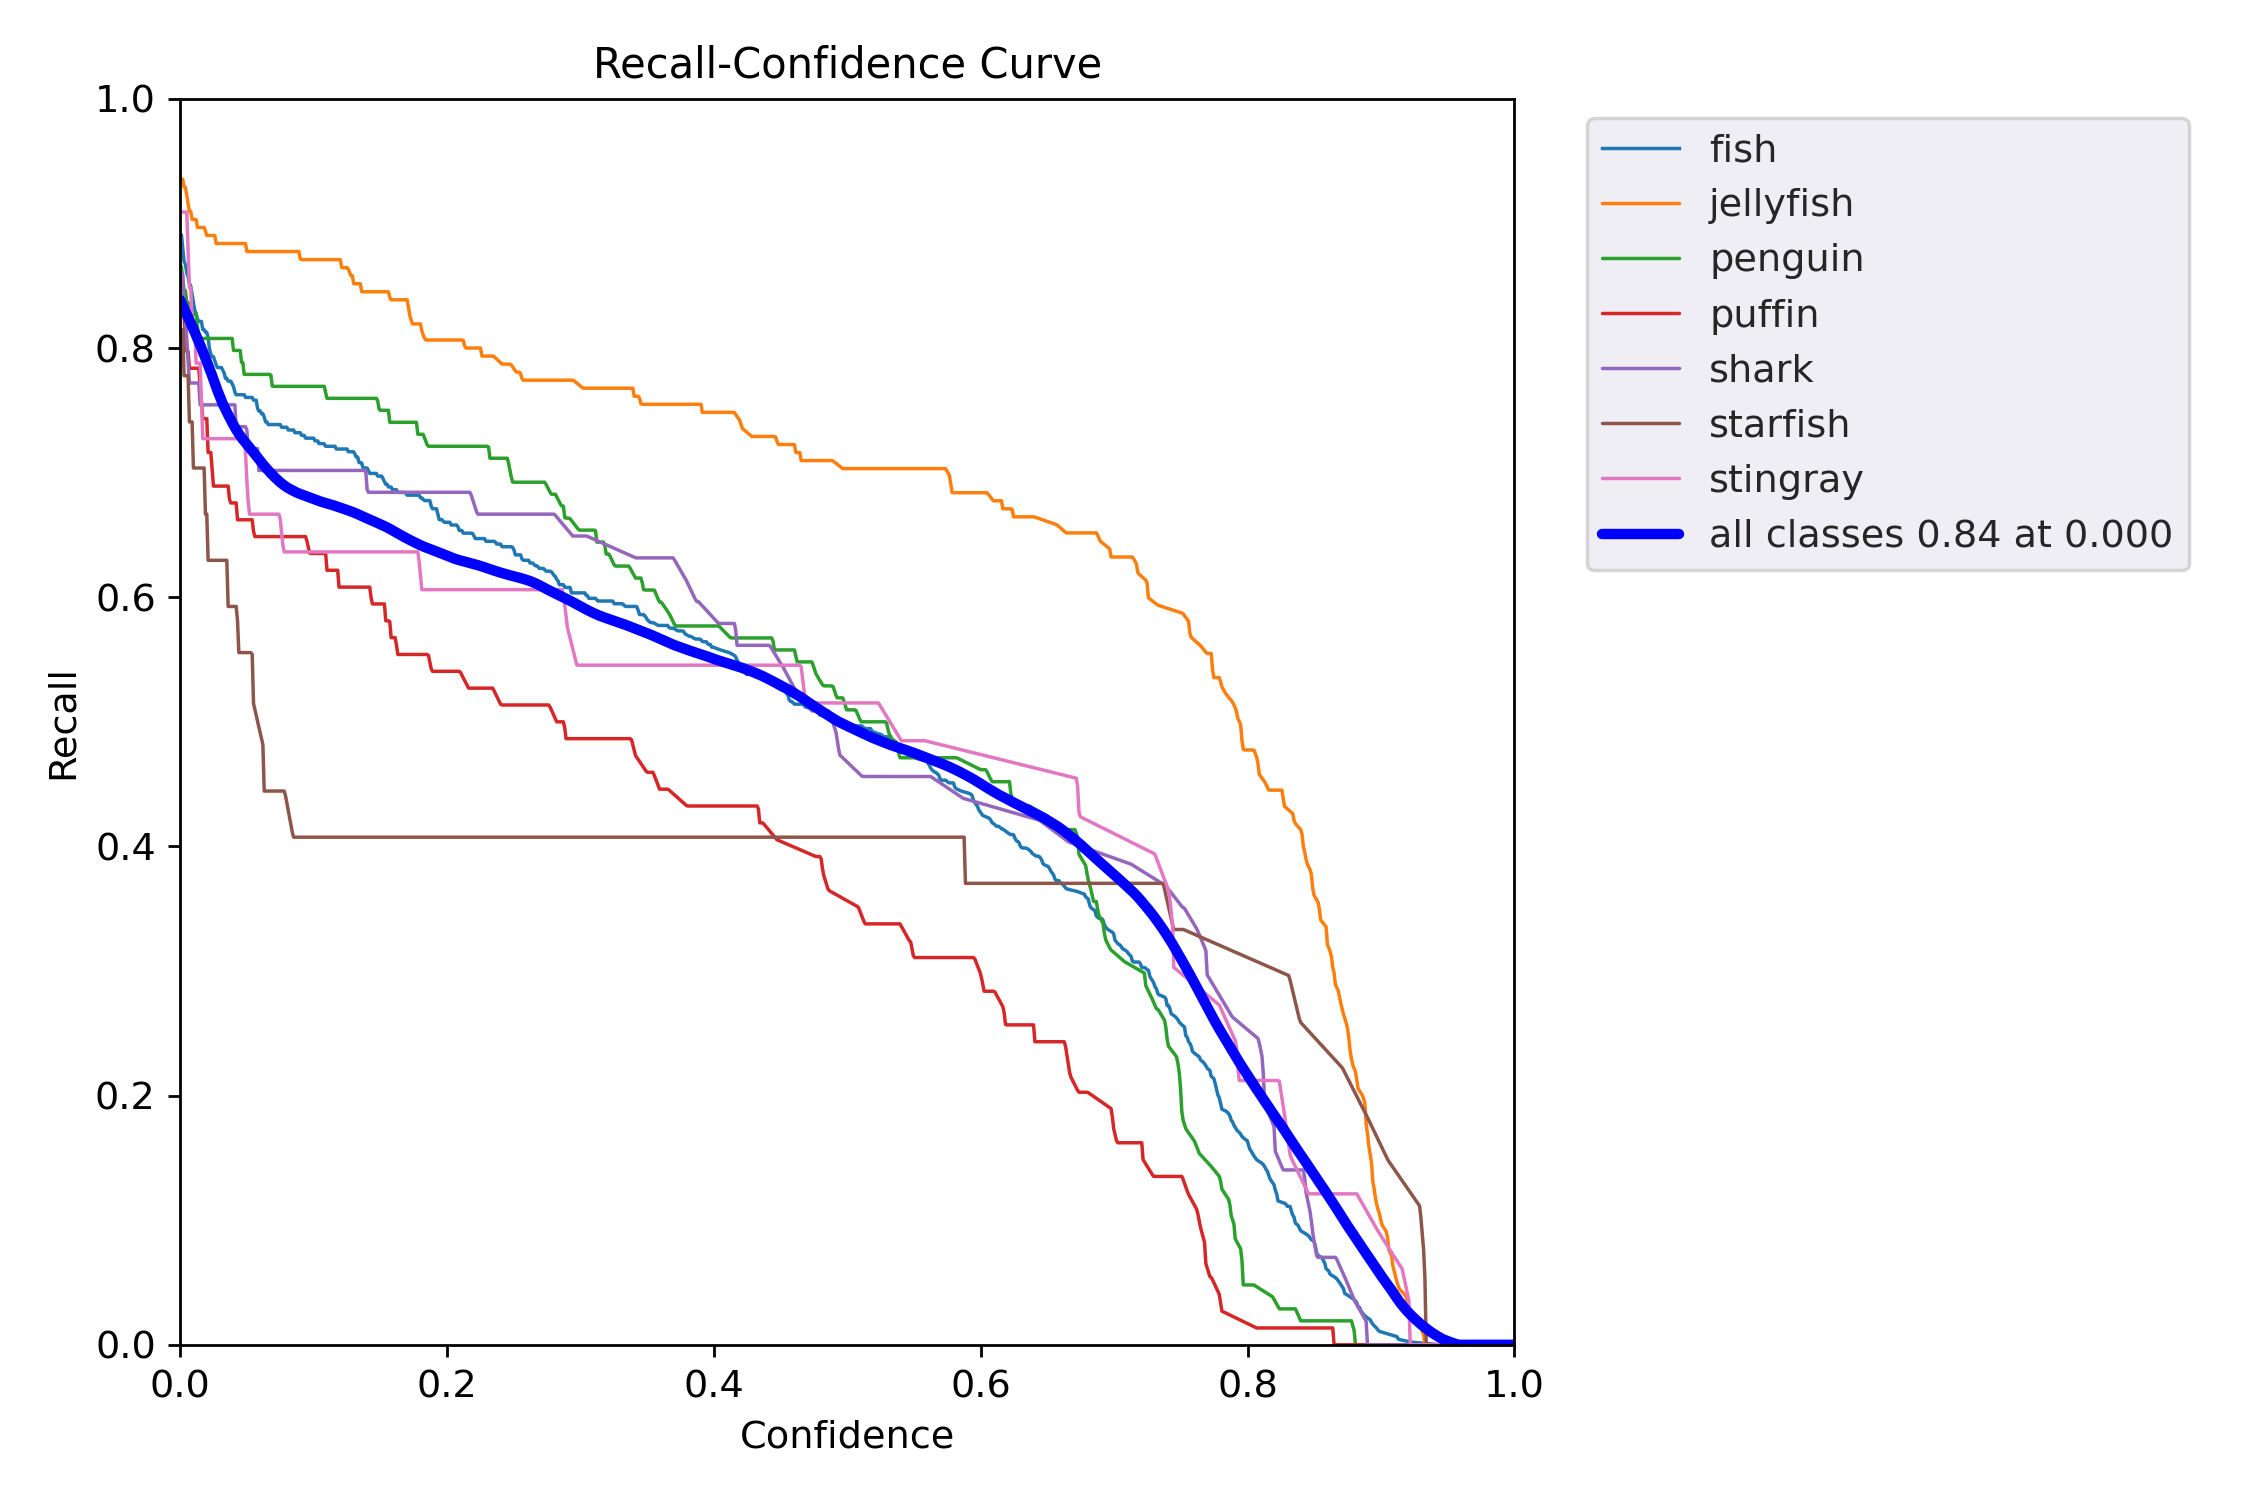 Recall-Confidence Curve
1.0
0.8
0.6
0.4
0.2
0.0
Recall
0.0 0.2 0.4 0.6 0.8 1.0
Confidence
fish
jellyfish
penguin
puffin
shark
starfish
stingray
all classes 0.84 at 0.000